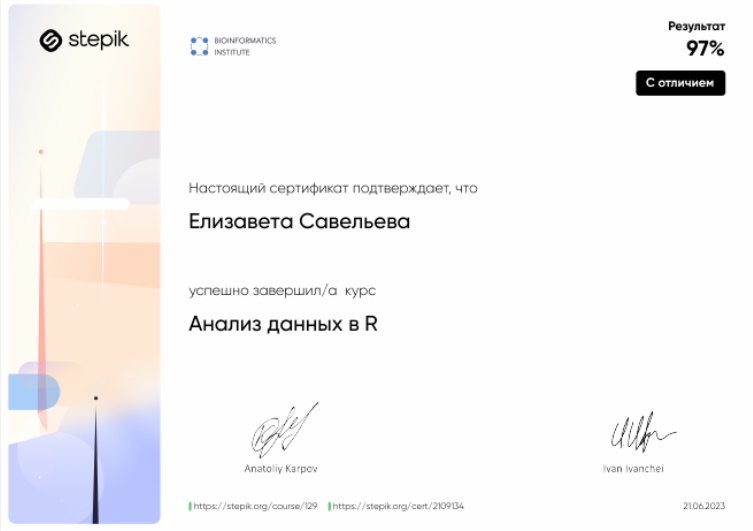 stepik
BIOINFORMATICS
INSTITUTE
Результат
97%
С отличием
Настоящий сертификат подтверждает, что
Елизавета Савельева
успешно завершил/а курс
Анализ данных в R
Anatoliy Karpov
Ivan Ivanchei
https://stepik.org/course/129 https://stepik.org/cert/2109134
21.06.2023